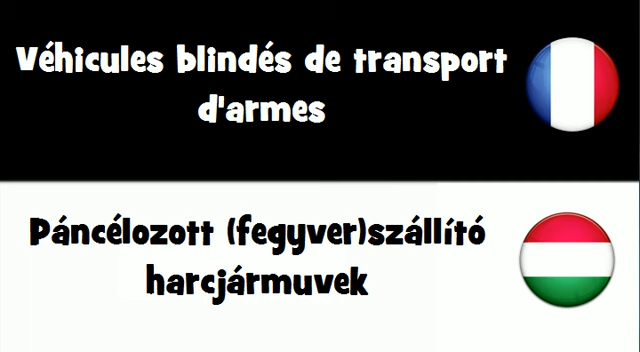 Véhicules blindés de transport
d'armes
Páncélozott (fegyver)szállító
harcjármuvek